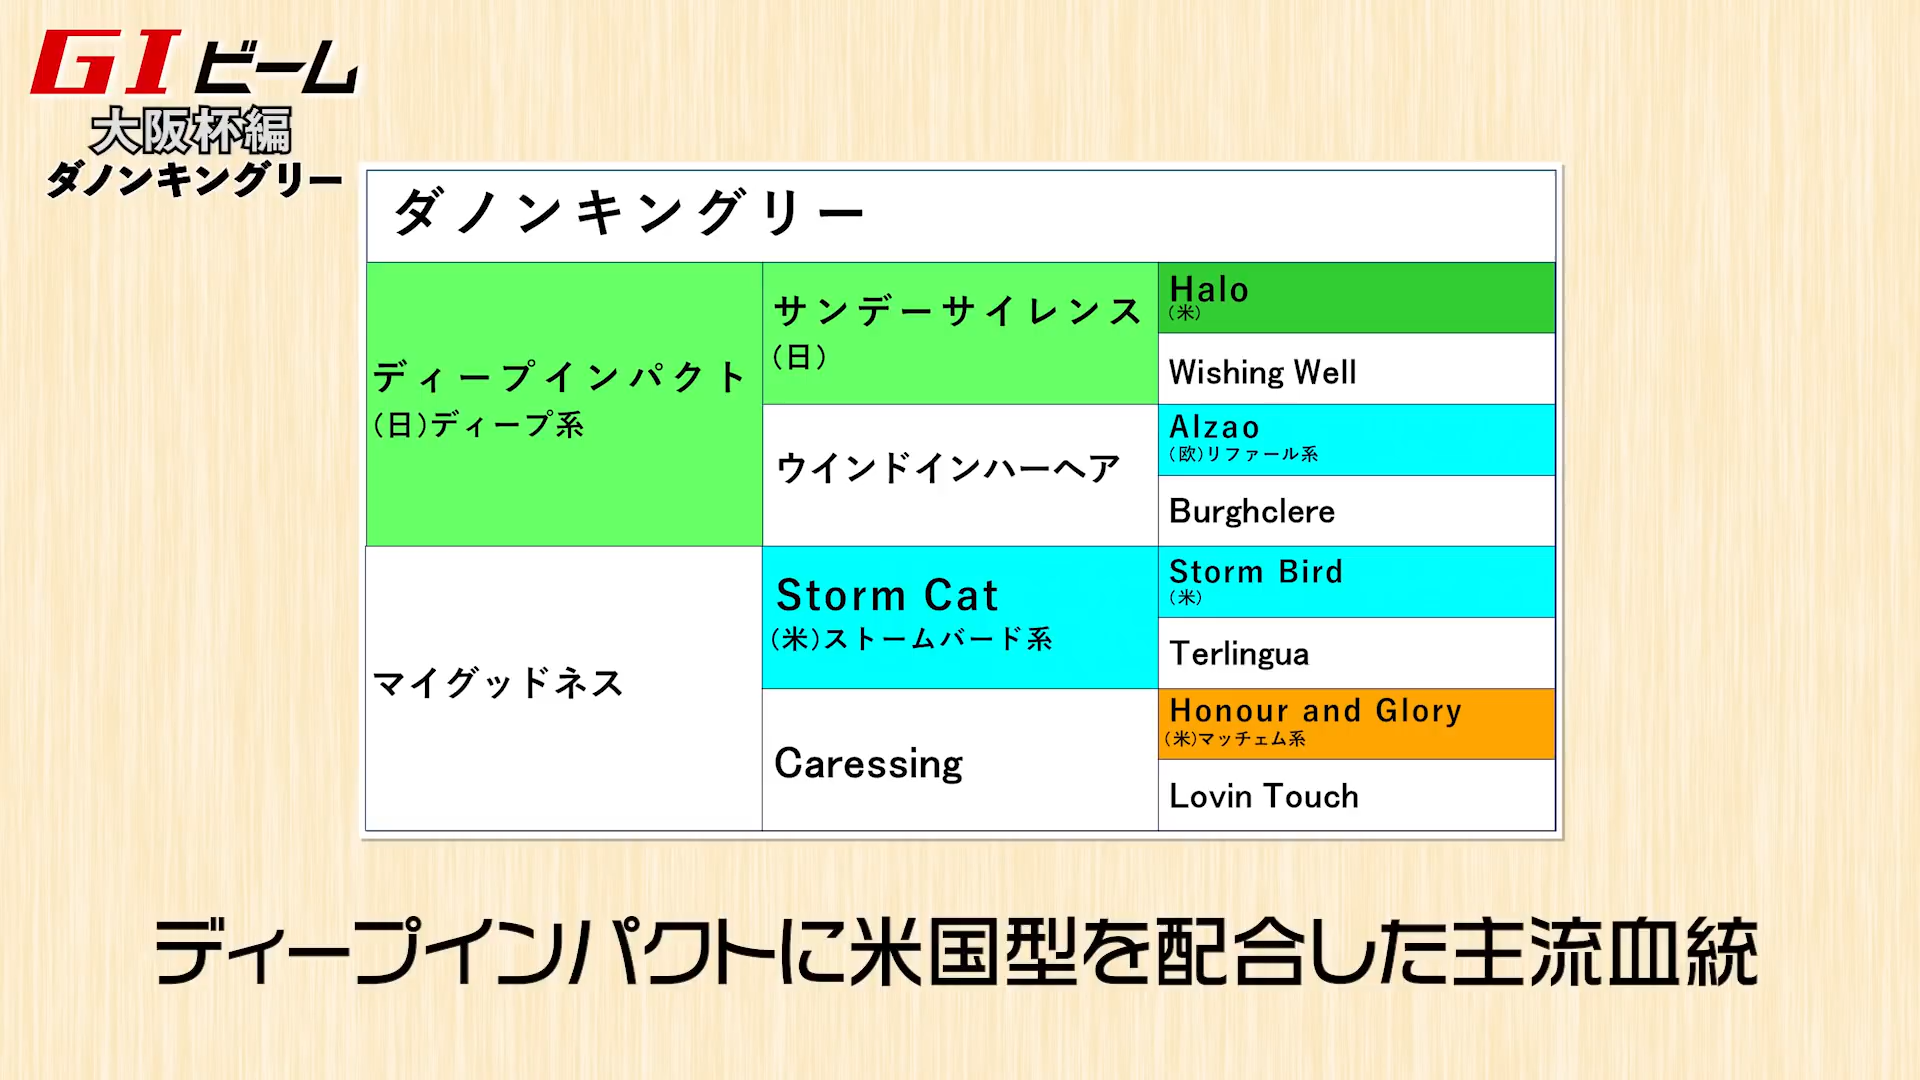 GIビーム
大阪杯編
ダノンキングリー
ダノンキングリー
ディープインパクト
(日)ディープ系
サンデーサイレンス
(日)
Halo
(米)
Wishing Well
ウインドインハーヘア
Alzao
(欧)リファール系
Burghclere
マイグッドネス
Storm Cat
(米)ストームバード系
Storm Bird
(米)
Terlingua
Caressing
Honour and Glory
(米)マッチェム系
Lovin Touch
ディープインパクトに米国型を配合した主流血統